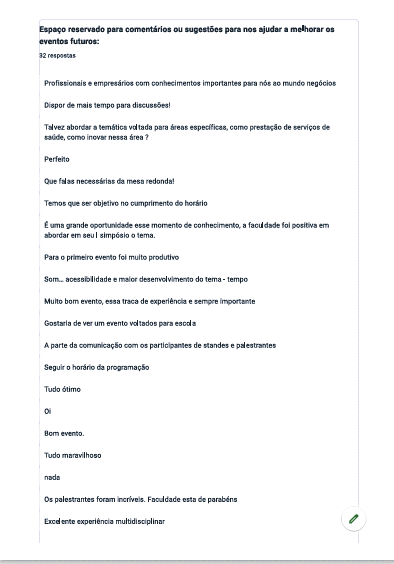 Espaço reservado para comentários ou sugestões para nos ajudar a melhorar os
eventos futuros:
32 respostas
Profissionais e empresários com conhecimentos importantes para nós ao mundo negócios
Dispor de mais tempo para discussões!
Talvez abordar a temática voltada para áreas específicas, como prestação de serviços de
saúde, como inovar nessa área ?
Perfeito
Que falas necessárias da mesa redonda!
Temos que ser objetivo no cumprimento do horário
É uma grande oportunidade esse momento de conhecimento, a faculdade foi positiva em
abordar em seu I simpósio o tema.
Para o primeiro evento foi muito produtivo
Som... acessibilidade e maior desenvolvimento do tema - tempo
Muito bom evento, essa traca de experiência e sempre importante
Gostaria de ver um evento voltados para escola
A parte da comunicação com os participantes de standes e palestrantes
Seguir o horário da programação
Tudo ótimo
Oi
Bom evento.
Tudo maravilhoso
nada
Os palestrantes foram incríveis. Faculdade esta de parabéns
Excelente experiência multidisciplinar